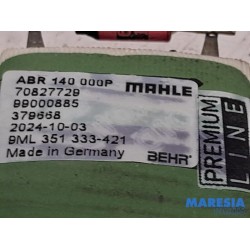 ABR 140 000P
MAHLE
70827729
99000885
379668
2024-10-03
9ML 351 333-421
Made in Germany
BEHR
PREMIUM
LINE
MARESIA